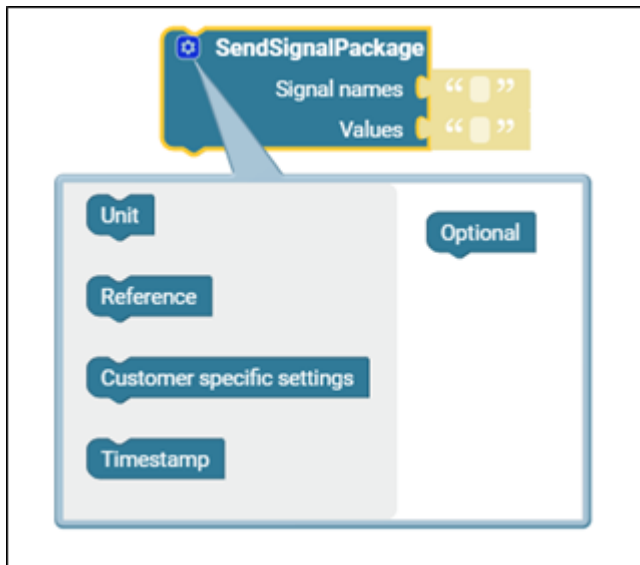 SendSignalPackage
Signal names “ ”
Values “ ”
Unit
Optional
Reference
Customer specific settings
Timestamp